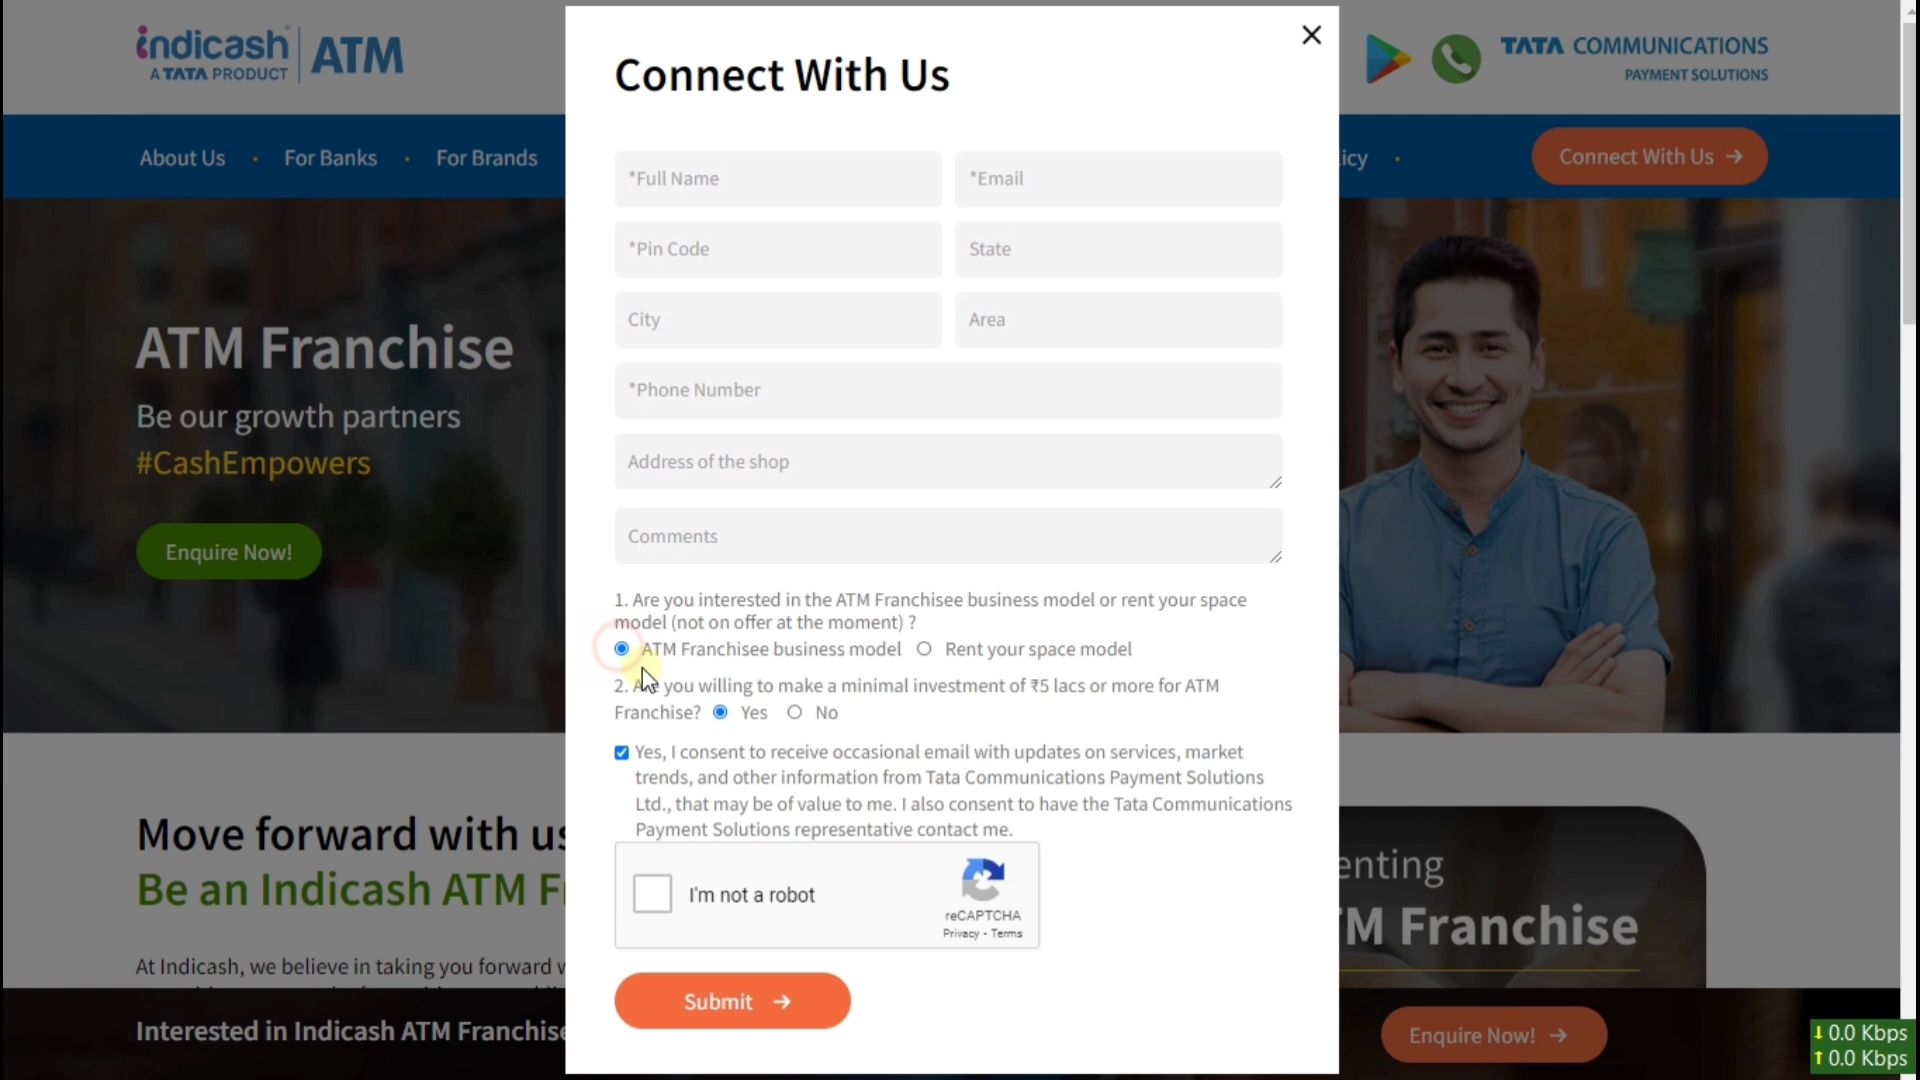 indicash
A TATA PRODUCT
ATM
TATA COMMUNICATIONS
PAYMENT SOLUTIONS
About Us
For Banks
For Brands
icy
Connect With Us →
ATM Franchise
Be our growth partners
#CashEmpowers
Enquire Now!
Connect With Us
*Full Name
*Email
*Pin Code
State
City
Area
*Phone Number
Address of the shop
Comments
1. Are you interested in the ATM Franchisee business model or rent your space
model (not on offer at the moment) ?
ATM Franchisee business model
Rent your space model
2. Are you willing to make a minimal investment of ₹5 lacs or more for ATM
Franchise? Yes No
Yes, I consent to receive occasional email with updates on services, market
trends, and other information from Tata Communications Payment Solutions
Ltd., that may be of value to me. I also consent to have the Tata Communications
Payment Solutions representative contact me.
I'm not a robot
reCAPTCHA
Privacy - Terms
Submit →
Move forward with us
Be an Indicash ATM F
At Indicash, we believe in taking you forward w
enting
M Franchise
Interested in Indicash ATM Franchise
Enquire Now! →
↓ 0.0 Kbps
↑ 0.0 Kbps